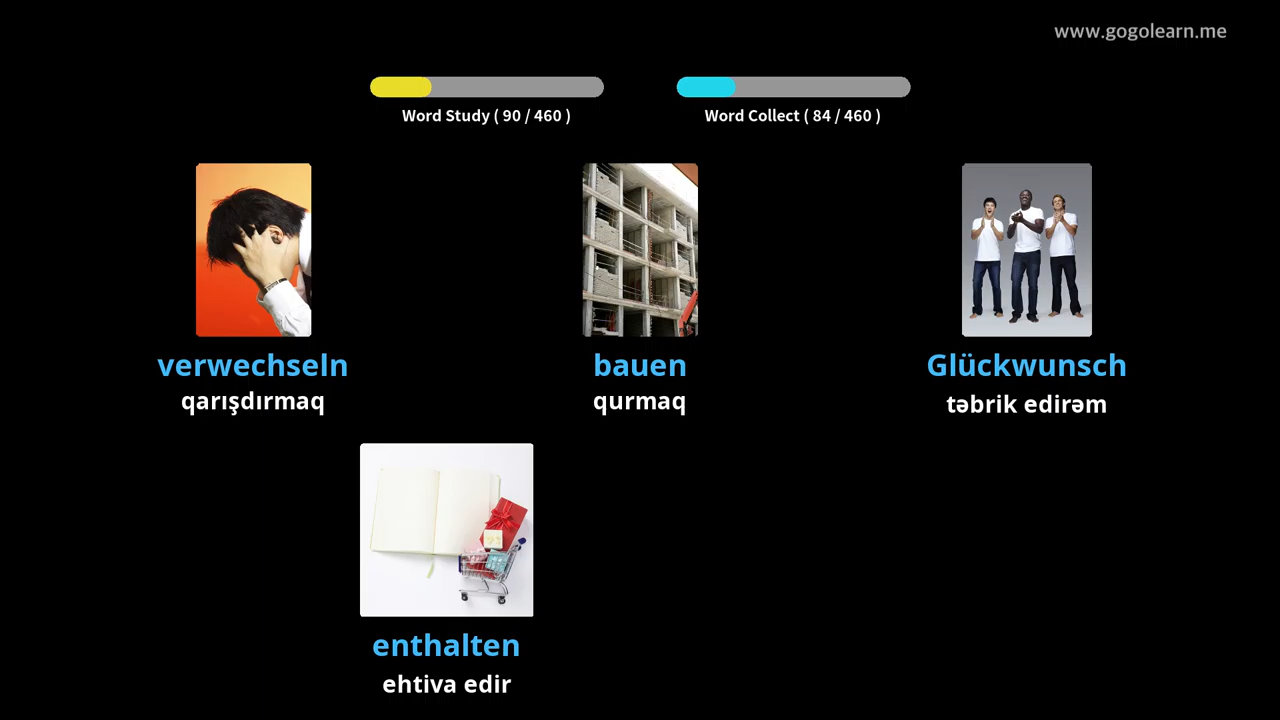 www.gogolearn.me
Word Study ( 90 / 460 )
Word Collect ( 84 / 460 )
verwechseln
qarışdırmaq
bauen
qurmaq
Glückwunsch
təbrik edirəm
enthalten
ehtiva edir